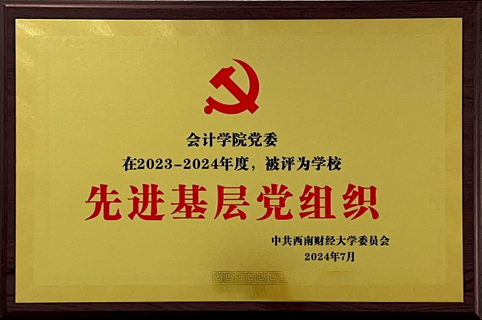 会计学院党委
在2023-2024年度，被评为学校
先进基层党组织
中共西南财经大学委员会
2024年7月